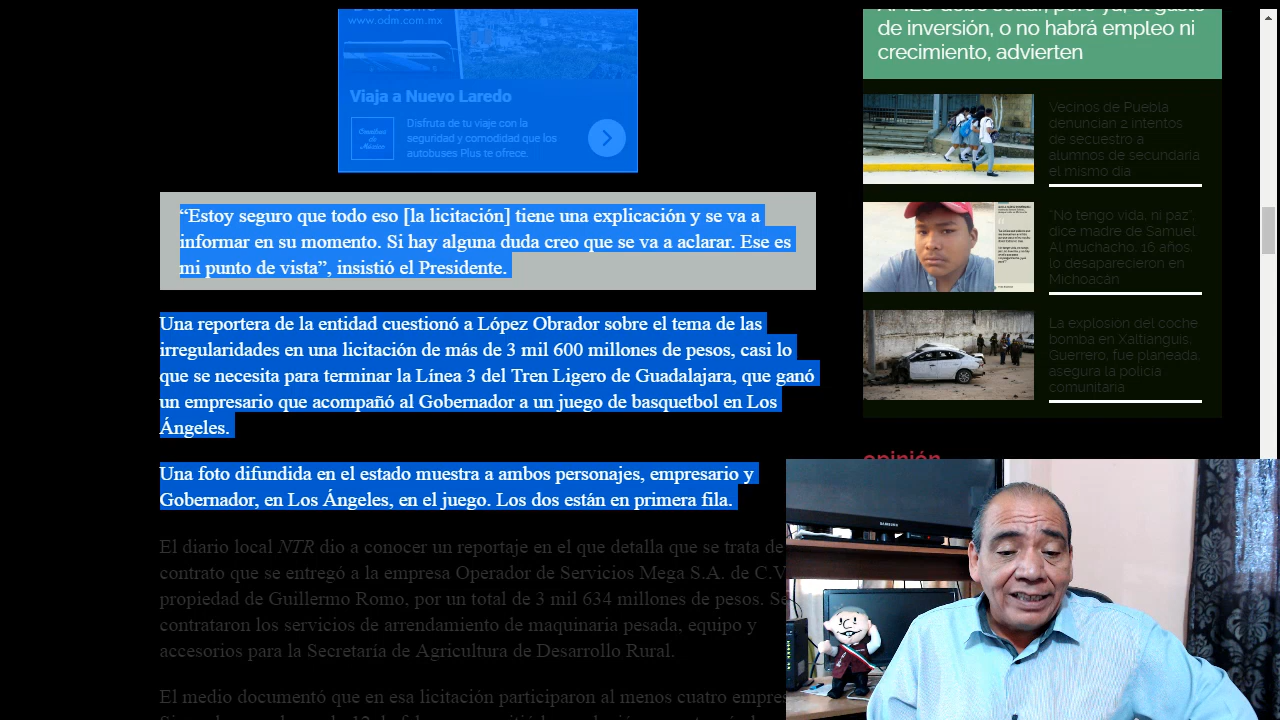 www.odm.com.mx
Viaja a Nuevo Laredo
Omnibus
de
México
Disfruta de tu viaje con la
seguridad y comodidad que los
autobuses Plus te ofrece.
“Estoy seguro que todo eso [la licitación] tiene una explicación y se va a
informar en su momento. Si hay alguna duda creo que se va a aclarar. Ese es
mi punto de vista”, insistió el Presidente.
Una reportera de la entidad cuestionó a López Obrador sobre el tema de las
irregularidades en una licitación de más de 3 mil 600 millones de pesos, casi lo
que se necesita para terminar la Línea 3 del Tren Ligero de Guadalajara, que ganó
un empresario que acompañó al Gobernador a un juego de basquetbol en Los
Ángeles.
Una foto difundida en el estado muestra a ambos personajes, empresario y
Gobernador, en Los Ángeles, en el juego. Los dos están en primera fila.
El diario local NTR dio a conocer un reportaje en el que detalla que se trata de
contrato que se entregó a la empresa Operador de Servicios Mega S.A. de C.V
propiedad de Guillermo Romo, por un total de 3 mil 634 millones de pesos. Se
contrataron los servicios de arrendamiento de maquinaria pesada, equipo y
accesorios para la Secretaría de Agricultura de Desarrollo Rural.
El medio documentó que en esa licitación participaron al menos cuatro empres
de inversión, o no habrá empleo ni
crecimiento, advierten
Vecinos de Puebla
denuncian 2 intentos
de secuestro a
alumnos de secundaria
el mismo día
"No tengo vida, ni paz",
dice madre de Samuel.
Al muchacho, 16 años,
lo desaparecieron en
Michoacán
La explosión del coche
bomba en Xaltianguis,
Guerrero, fue planeada,
asegura la policía
comunitaria
opinión
SAMSUNG